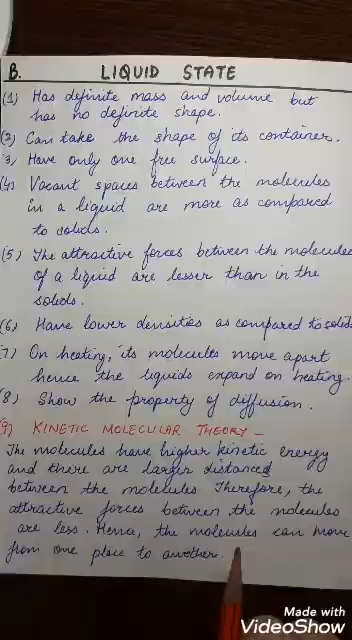 B. LIQUID STATE
(1) Has definite mass and volume but
has no definite shape.
(2) Can take the shape of its container.
3) Have only one free surface.
(4) Vacant spaces between the molecules
in a liquid are more as compared
to solids.
(5) The attractive forces between the molecules
of a liquid are lesser than in the
solids.
(6) Have lower densities as compared to solids
(7) On heating, its molecules move apart
hence the liquids expand on heating.
(8) Show the property of diffusion.
(9) KINETIC MOLECULAR THEORY –
The molecules have higher kinetic energy
and there are larger distances
between the molecules Therefore, the
attractive forces between the molecules
are less. Hence, the molecules can move
from one place to another.
Made with
VideoShow